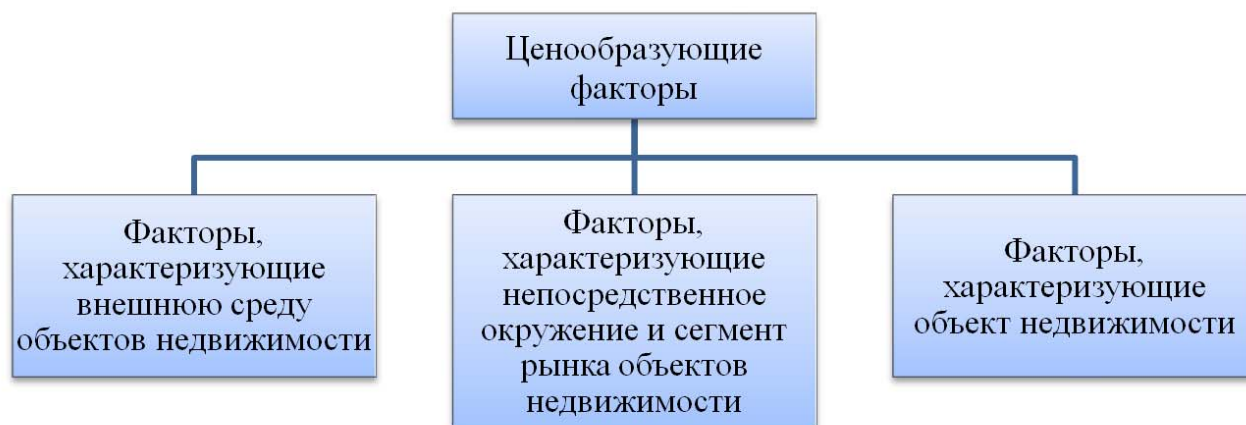 Ценообразующие
факторы
Факторы,
характеризующие
внешнюю среду
объектов недвижимости
Факторы,
характеризующие
непосредственное
окружение и сегмент
рынка объектов
недвижимости
Факторы,
характеризующие
объект недвижимости